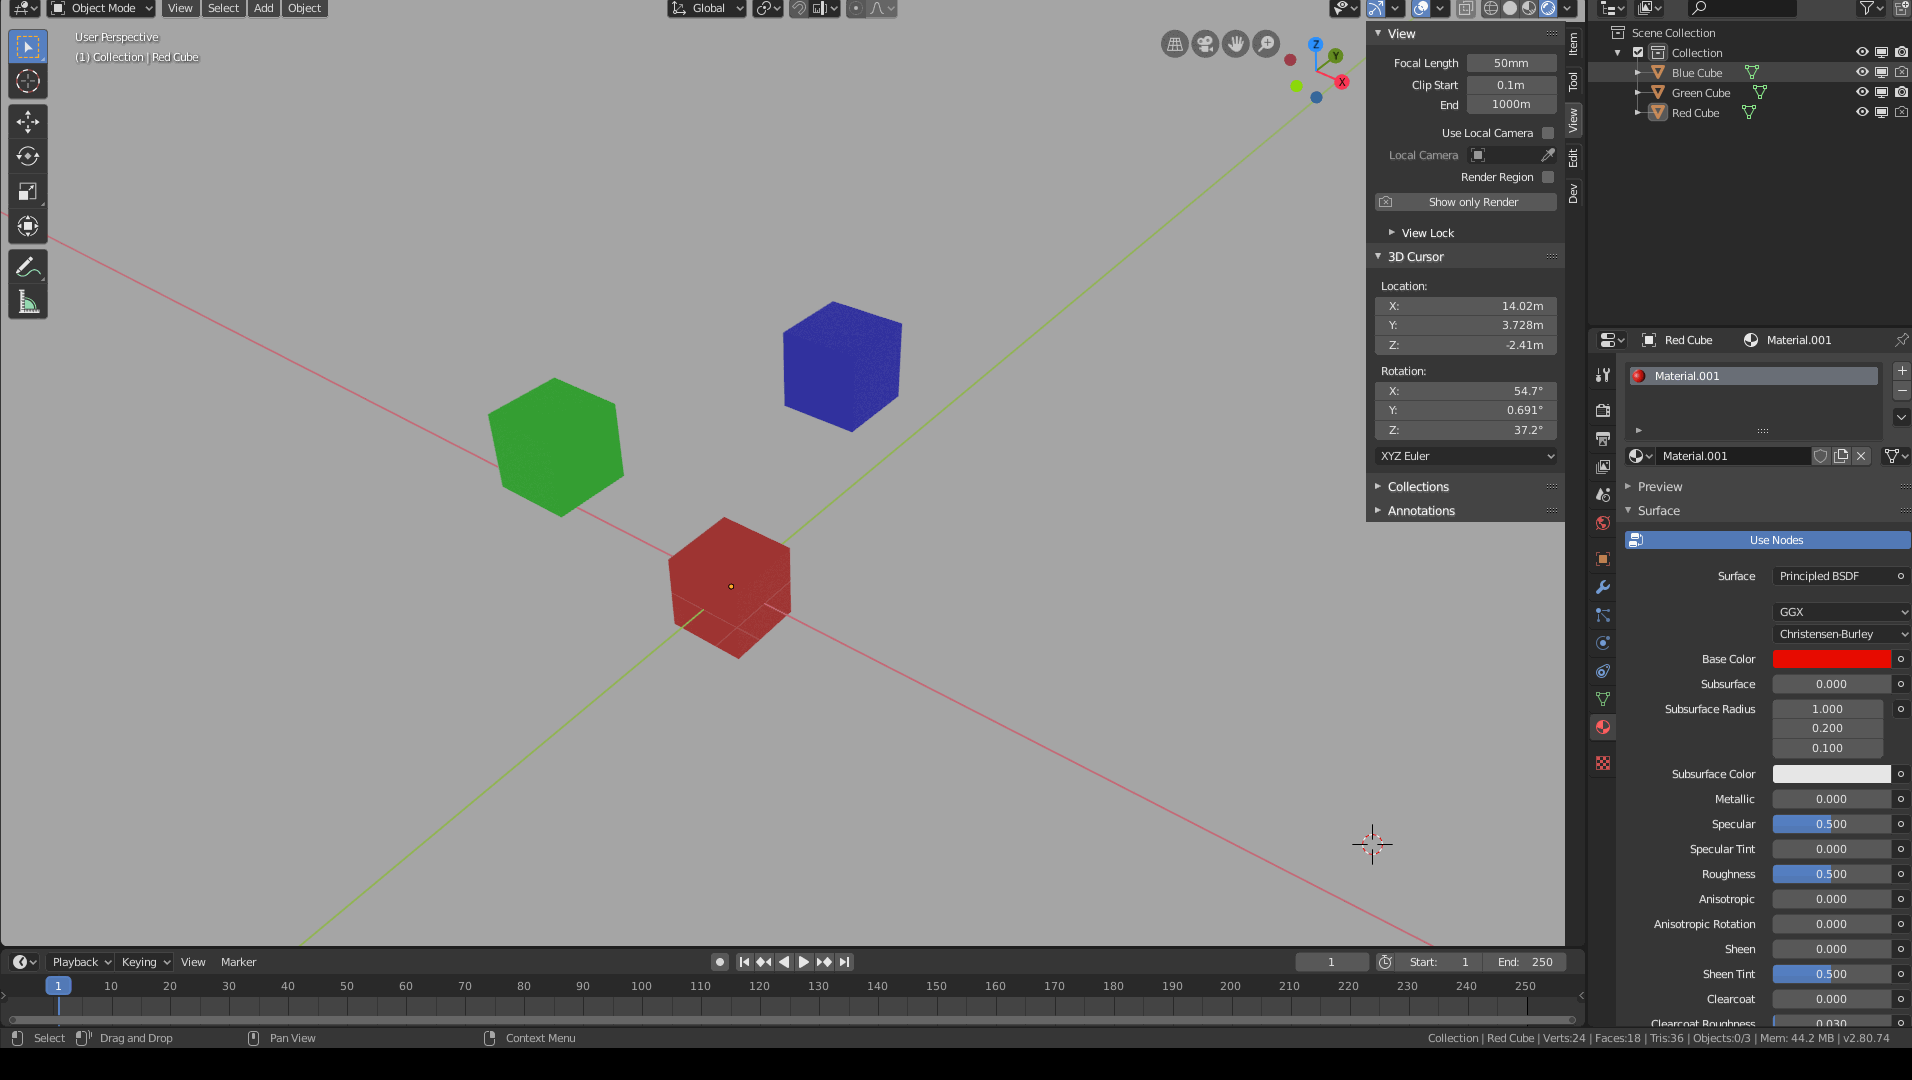 Object Mode View Select Add Object Global
User Perspective
(1) Collection | Red Cube
Z
Y
X
View
Focal Length 50mm
Clip Start 0.1m
End 1000m
Use Local Camera
Local Camera
Render Region
Show only Render
View Lock
3D Cursor
Location:
X: 14.02m
Y: 3.728m
Z: -2.41m
Rotation:
X: 54.7°
Y: 0.691°
Z: 37.2°
XYZ Euler
Collections
Annotations
Item
Tool
View
Edit
Dev
Scene Collection
Collection
Blue Cube
Green Cube
Red Cube
Red Cube Material.001
Material.001
Material.001
Preview
Surface
Use Nodes
Surface Principled BSDF
GGX
Christensen-Burley
Base Color
Subsurface 0.000
Subsurface Radius 1.000
0.200
0.100
Subsurface Color
Metallic 0.000
Specular 0.500
Specular Tint 0.000
Roughness 0.500
Anisotropic 0.000
Anisotropic Rotation 0.000
Sheen 0.000
Sheen Tint 0.500
Clearcoat 0.000
Clearcoat Roughness 0.030
Playback Keying View Marker 1 Start: 1 End: 250
1 10 20 30 40 50 60 70 80 90 100 110 120 130 140 150 160 170 180 190 200 210 220 230 240 250
Select Drag and Drop Pan View Context Menu Collection | Red Cube | Verts:24 | Faces:18 | Tris:36 | Objects:0/3 | Mem: 44.2 MB | v2.80.74